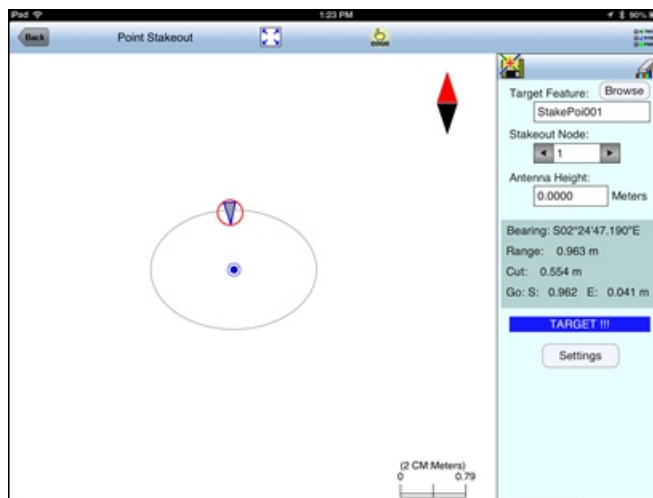 iPad 1:23 PM 90%
Back Point Stakeout COGO
Target Feature: Browse
StakePoi001
Stakeout Node:
1
Antenna Height:
0.0000 Meters
Bearing: S02°24'47.190"E
Range: 0.963 m
Cut: 0.554 m
Go: S: 0.962 E: 0.041 m
TARGET !!!
Settings
(2 CM:Meters)
0 0.79